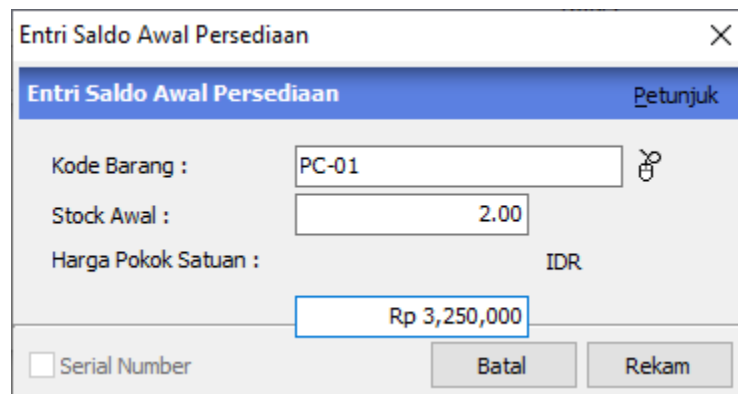 Entri Saldo Awal Persediaan
Entri Saldo Awal Persediaan Petunjuk
Kode Barang : PC-01
Stock Awal : 2.00
Harga Pokok Satuan : IDR
Rp 3,250,000
Serial Number Batal Rekam